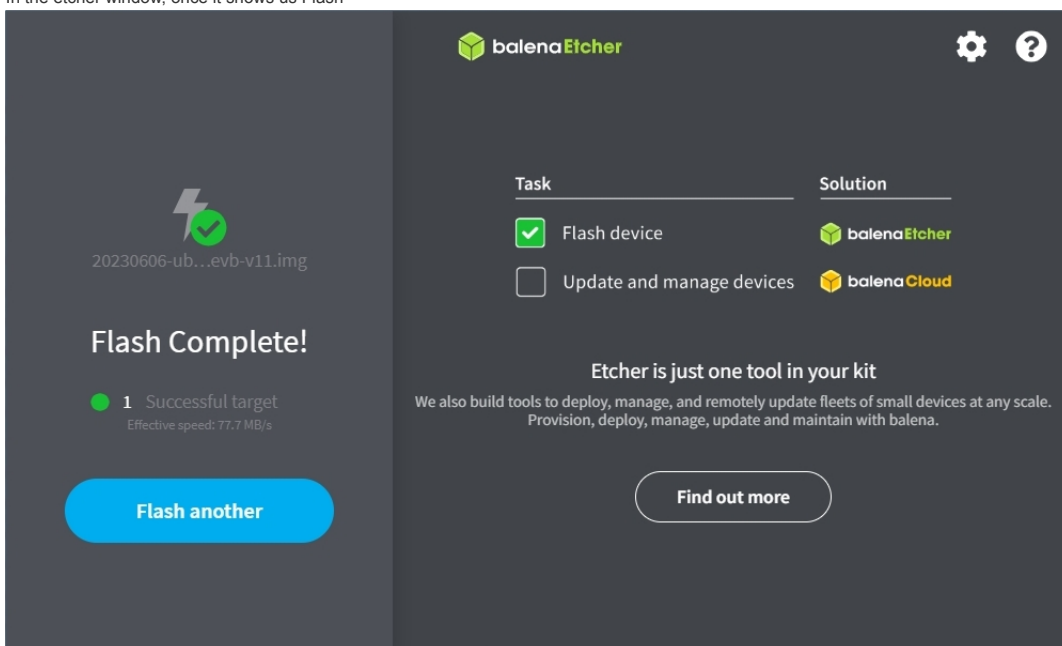 In the etcher window, once it shows us Flash
balenaEtcher
Task Solution
Flash device balenaEtcher
Update and manage devices balenaCloud
20230606-ub...evb-v11.img
Flash Complete!
1 Successful target
Effective speed: 77.7 MB/s
Flash another
Etcher is just one tool in your kit
We also build tools to deploy, manage, and remotely update fleets of small devices at any scale.
Provision, deploy, manage, update and maintain with balena.
Find out more